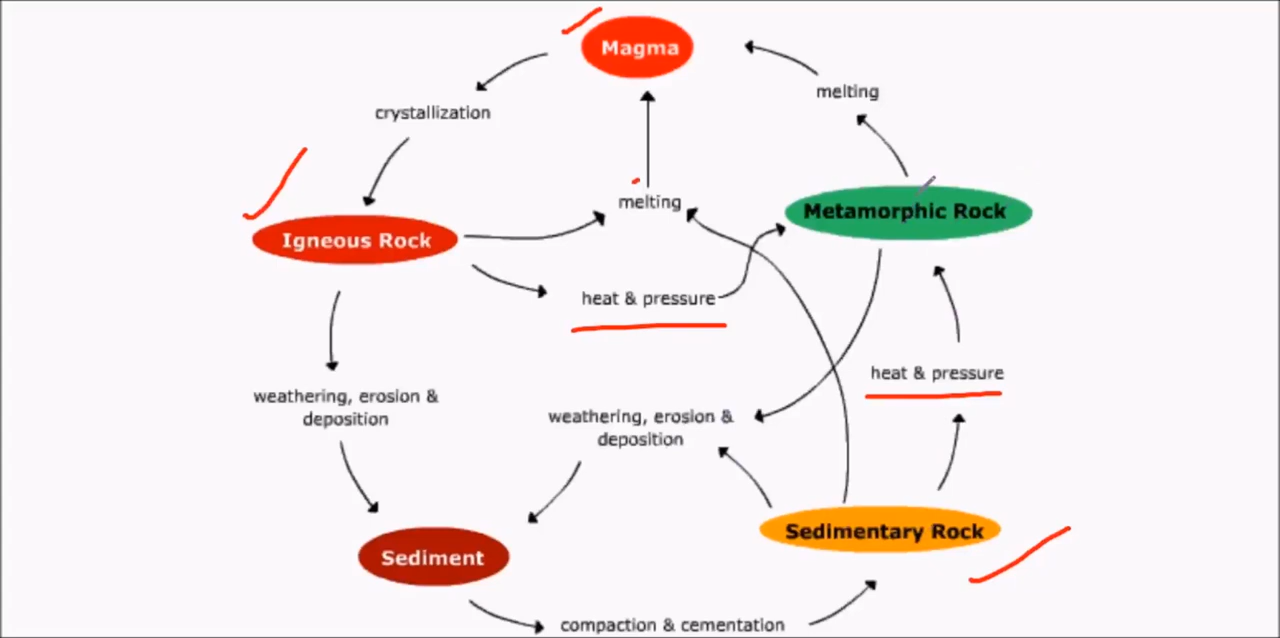 Magma
melting
crystallization
melting
Metamorphic Rock
Igneous Rock
heat & pressure
heat & pressure
weathering, erosion &
deposition
weathering, erosion &
deposition
Sedimentary Rock
Sediment
compaction & cementation